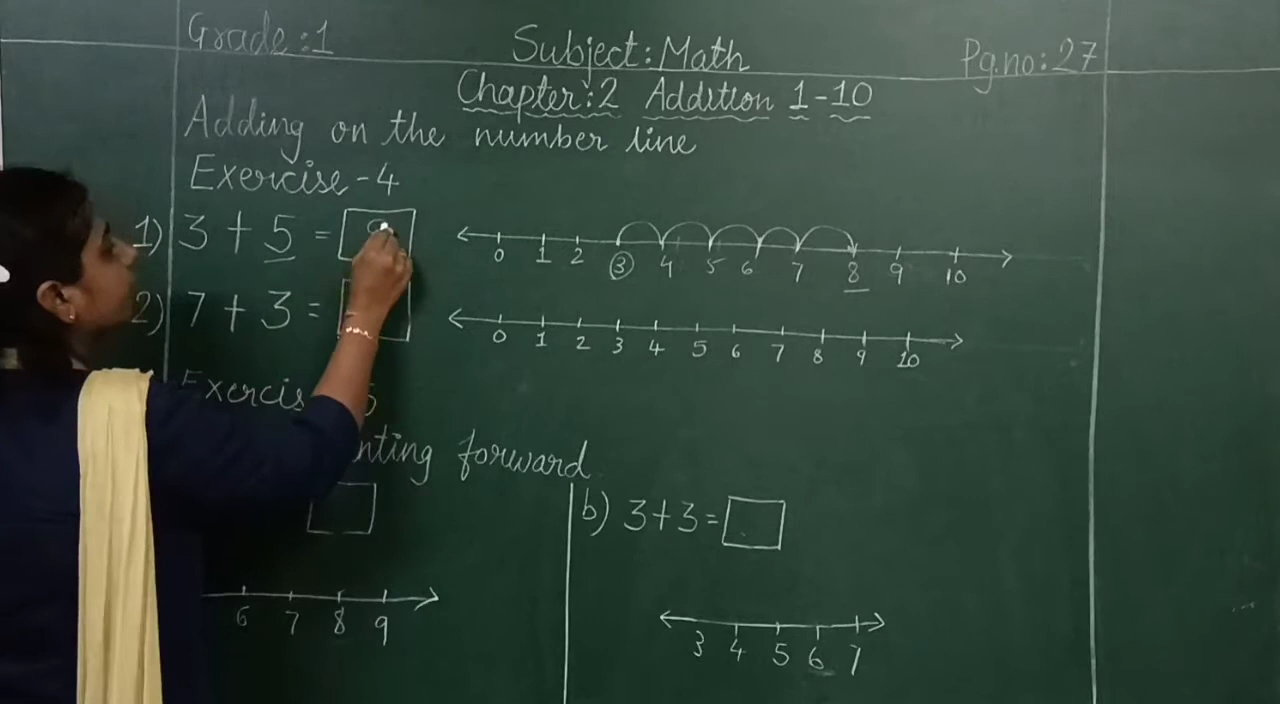 Grade:1 Subject: Math Pg.no: 27
Chapter:2 Addition 1-10
Adding on the number line
Exercise-4
1) 3 + 5 =
0 1 2 3 4 5 6 7 8 9 10
2) 7 + 3 =
0 1 2 3 4 5 6 7 8 9 10
forward
b) 3+3=
6 7 8 9
3 4 5 6 7